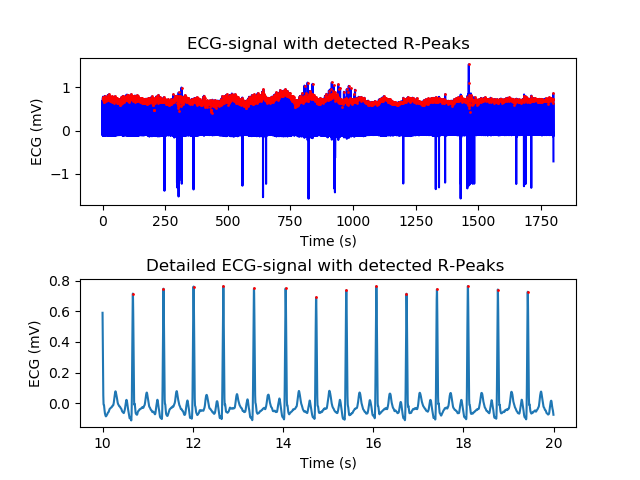 ECG-signal with detected R-Peaks
1
0
−1
ECG (mV)
0 250 500 750 1000 1250 1500 1750
Time (s)
Detailed ECG-signal with detected R-Peaks
0.8
0.6
0.4
0.2
0.0
ECG (mV)
10 12 14 16 18 20
Time (s)